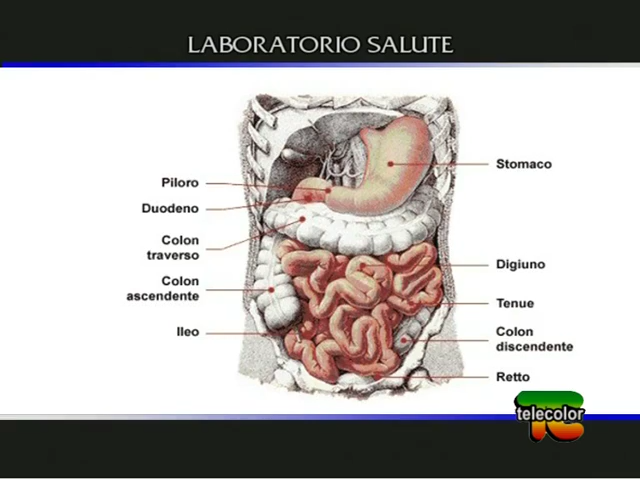 LABORATORIO SALUTE
Stomaco
Piloro
Duodeno
Colon
traverso
Digiuno
Colon
ascendente
Tenue
Ileo
Colon
discendente
Retto
telecolor